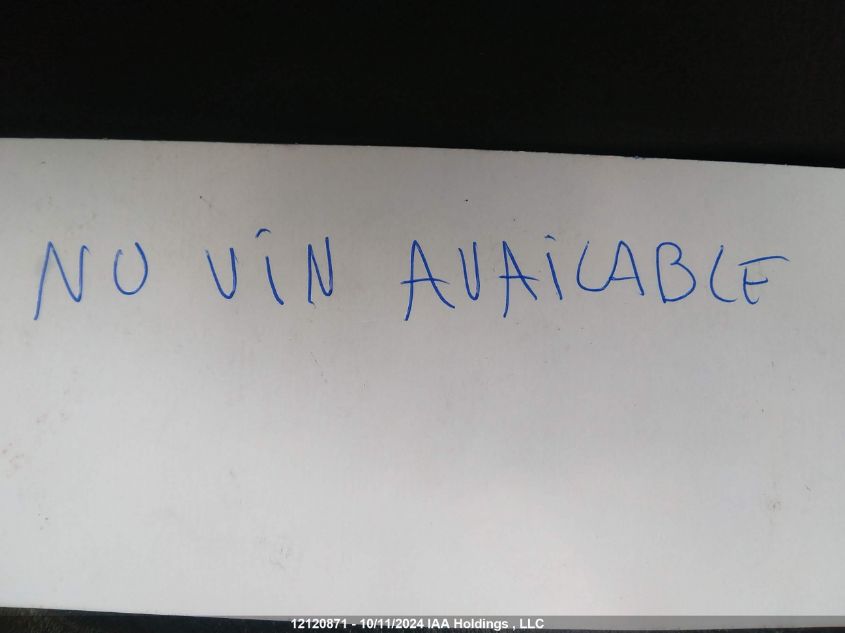 NO ViN AVAiLABLE
12120871 - 10/11/2024 IAA Holdings , LLC